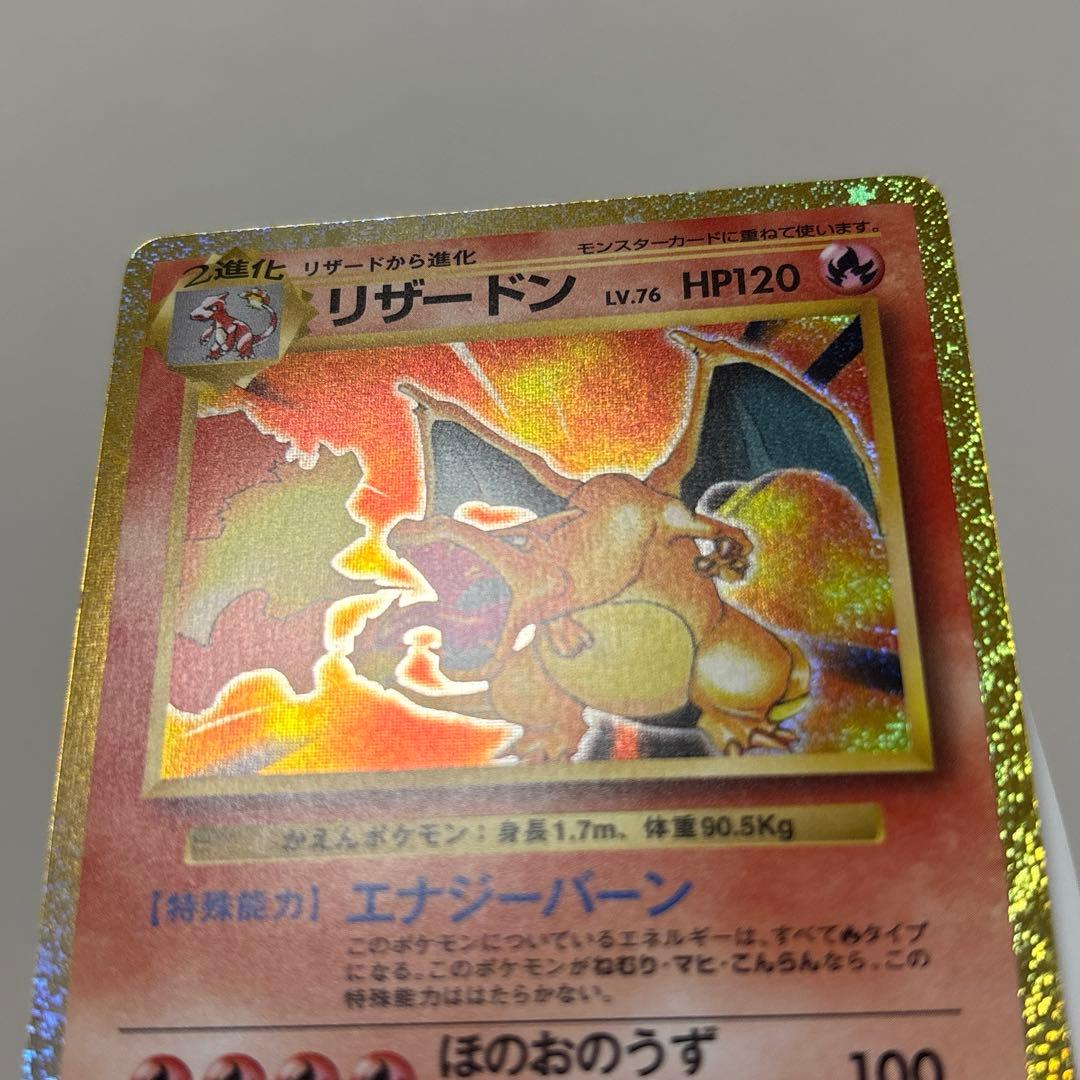 モンスターカードに重ねて使います。
2進化 リザードから進化
リザードン LV.76 HP120
かえんポケモン：身長1.7m、体重90.5Kg
【特殊能力】 エナジーバーン
このポケモンについているエネルギーは、すべてタイプ
になる。このポケモンがねむり・マヒ・こんらんなら、この
特殊能力ははたらかない。
ほのおのうず 100